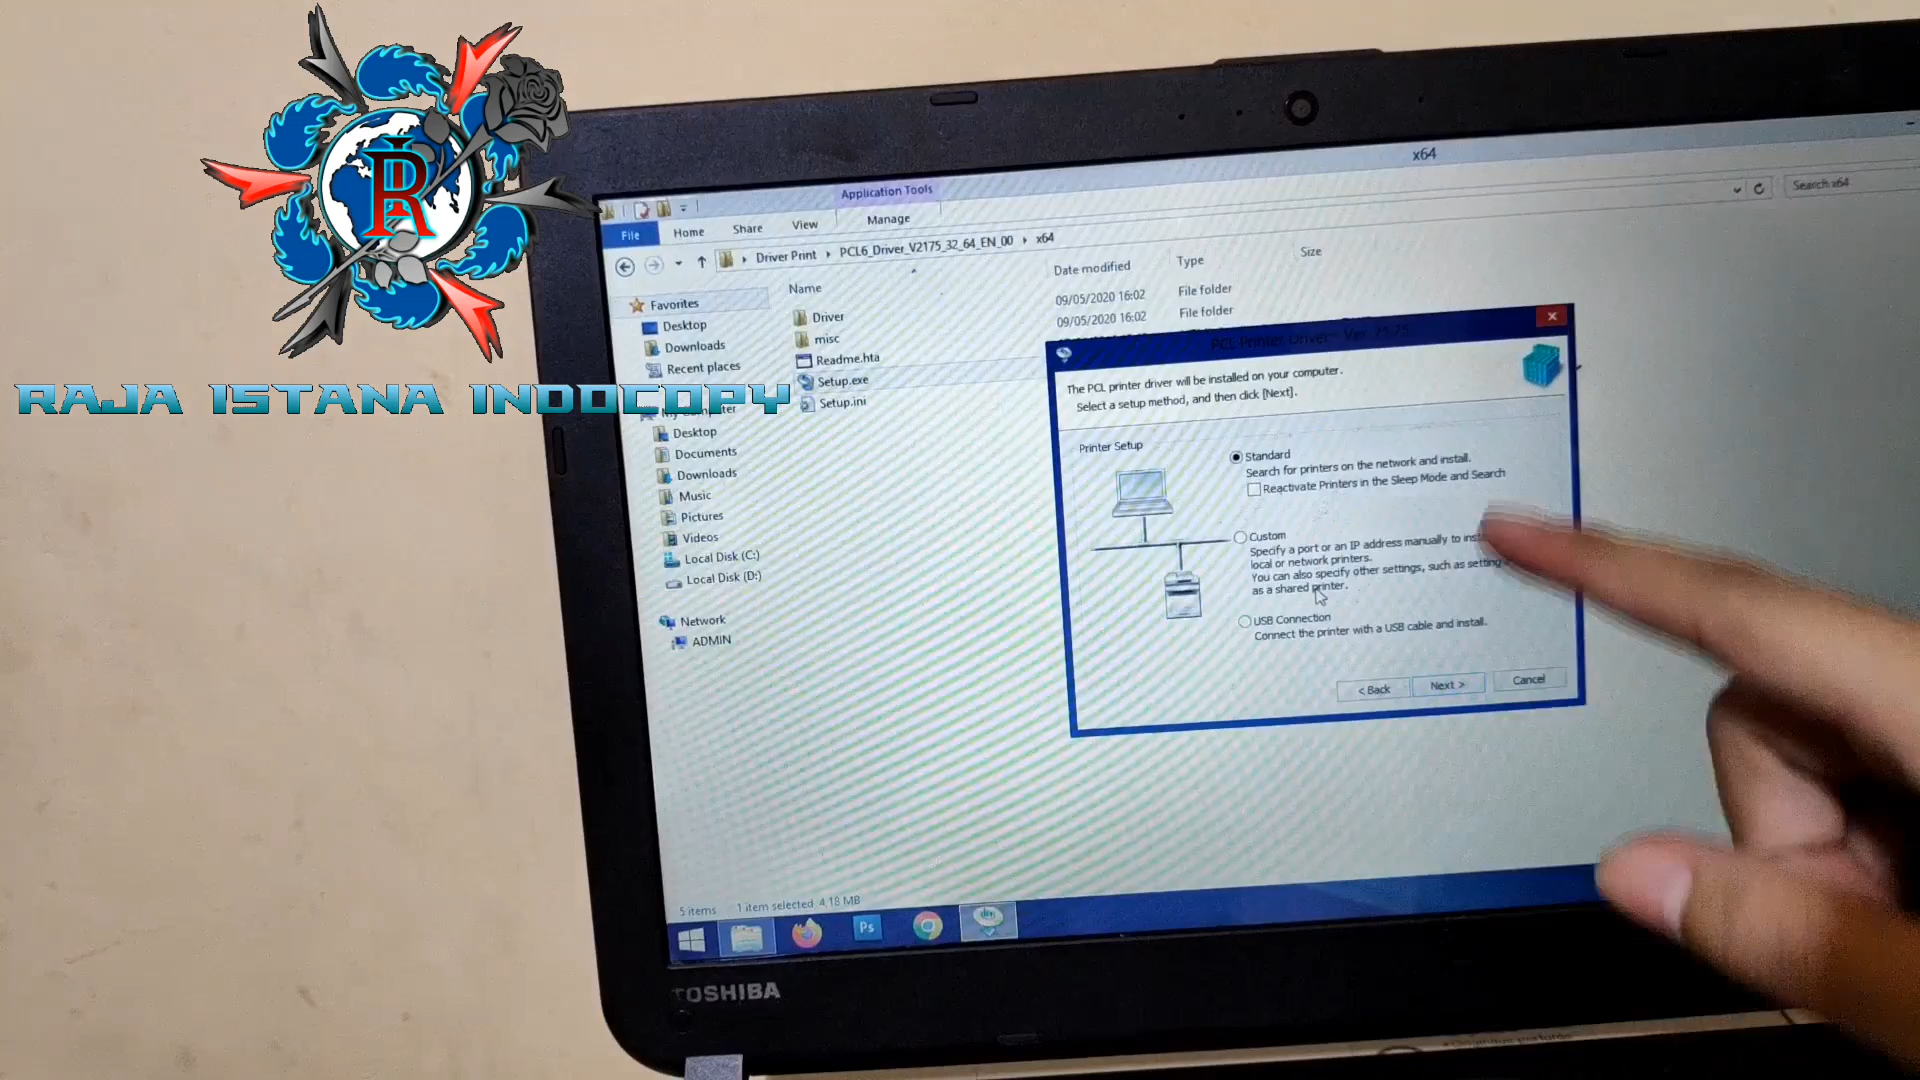 RI
RAJA ISTANA INDOCOPY
x64
Application Tools
File
Home
Share
View
Manage
Driver Print
PCL6_Driver_V2175_32_64_EN_00
x64
Search x64
Name
Date modified
Type
Size
Driver
09/05/2020 16:02
File folder
misc
09/05/2020 16:02
File folder
Readme.hta
Setup.exe
Setup.ini
Favorites
Desktop
Downloads
Recent places
Desktop
Documents
Downloads
Music
Pictures
Videos
Local Disk (C:)
Local Disk (D:)
Network
ADMIN
PCL Printer Driver
The PCL printer driver will be installed on your computer.
Select a setup method, and then click [Next].
Printer Setup
Standard
Search for printers on the network and install.
Reactivate Printers in the Sleep Mode and Search
Custom
Specify a port or an IP address manually to
local or network printers.
You can also specify other settings, such as setting
as a shared printer.
USB Connection
Connect the printer with a USB cable and install.
< Back
Next >
Cancel
5 items
1 item selected 4,18 MB
Ps
TOSHIBA